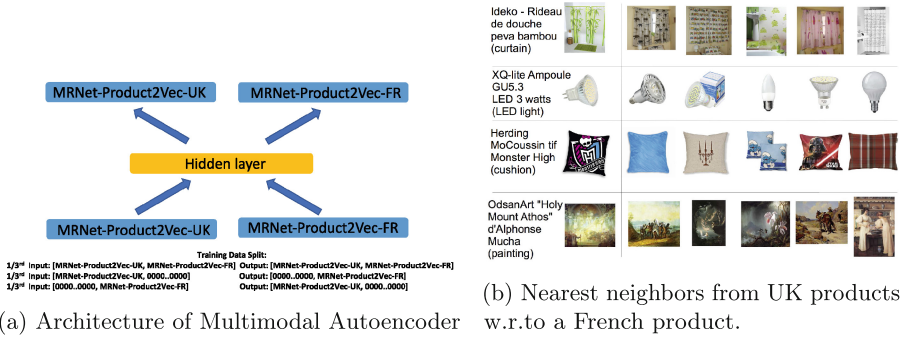 MRNet-Product2Vec-UK
MRNet-Product2Vec-FR
Hidden layer
MRNet-Product2Vec-UK
MRNet-Product2Vec-FR
Training Data Split:
1/3rd Input: [MRNet-Product2Vec-UK, MRNet-Product2Vec-FR] Output: [MRNet-Product2Vec-UK, MRNet-Product2Vec-FR]
1/3rd Input: [MRNet-Product2Vec-UK, 0000..0000] Output: [0000..0000, MRNet-Product2Vec-FR]
1/3rd Input: [0000..0000, MRNet-Product2Vec-FR] Output: [MRNet-Product2Vec-UK, 0000..0000]
(a) Architecture of Multimodal Autoencoder
Ideko - Rideau
de douche
peva bambou
(curtain)
XQ-lite Ampoule
GU5.3
LED 3 watts
(LED light)
Herding
MoCoussin tif
Monster High
(cushion)
OdsanArt "Holy
Mount Athos"
d'Alphonse
Mucha
(painting)
(b) Nearest neighbors from UK products
w.r.to a French product.